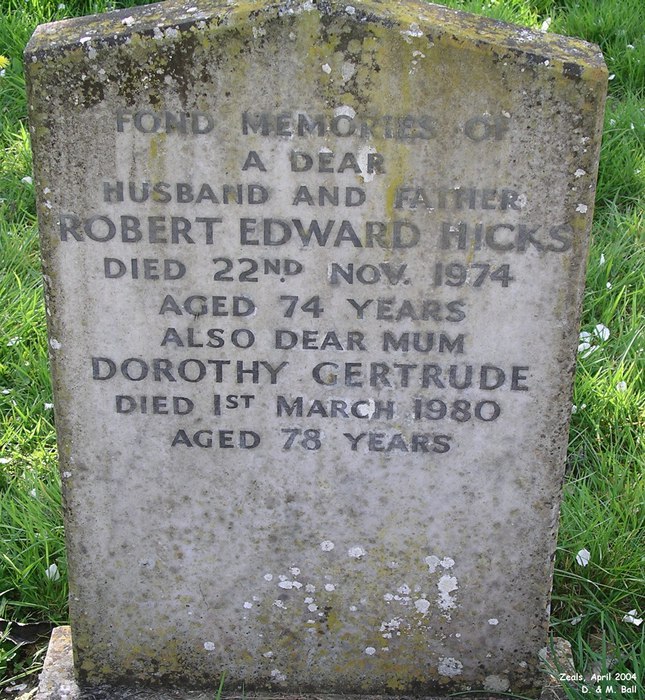 FOND MEMORIES OF
A DEAR
HUSBAND AND FATHER
ROBERT EDWARD HICKS
DIED 22ND NOV. 1974
AGED 74 YEARS
ALSO DEAR MUM
DOROTHY GERTRUDE
DIED 1ST MARCH 1980
AGED 78 YEARS
Zeals, April 2004
D. & M. Ball